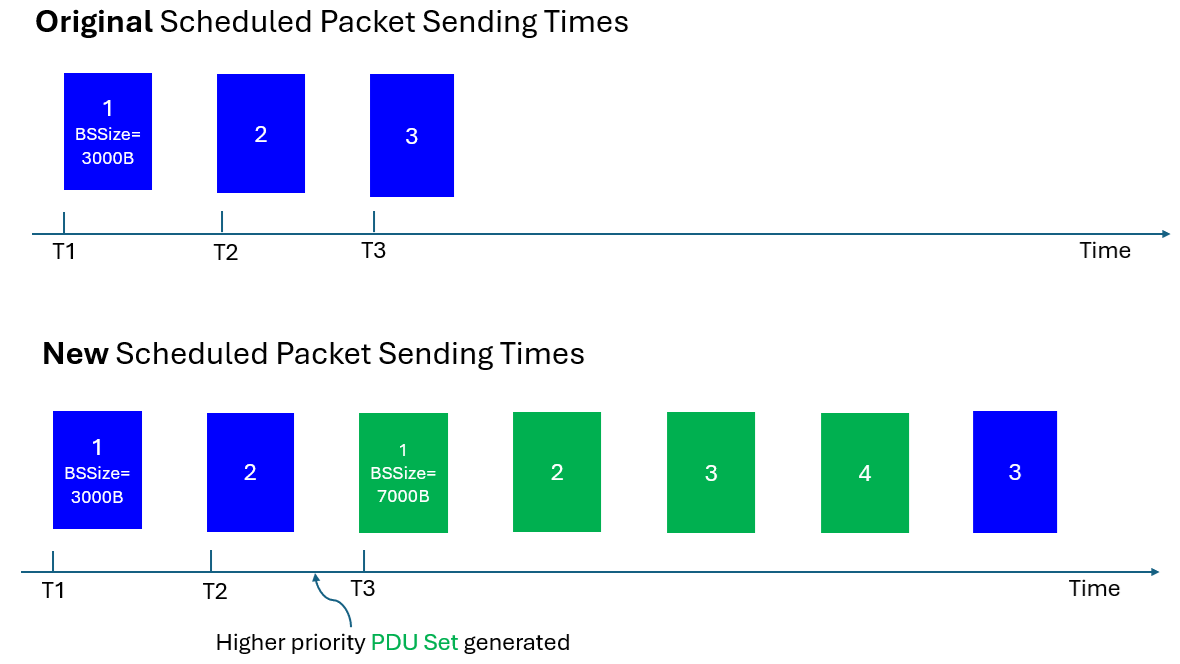 Original Scheduled Packet Sending Times
1
BSSize=
3000B
2
3
T1
T2
T3
Time
New Scheduled Packet Sending Times
1
BSSize=
3000B
2
1
BSSize=
7000B
2
3
4
3
T1
T2
T3
Time
Higher priority PDU Set generated